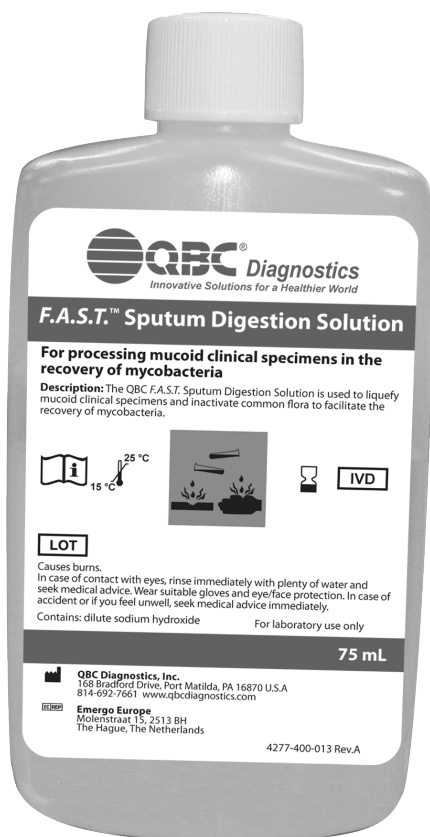 QBC® Diagnostics
Innovative Solutions for a Healthier World
F.A.S.T.™ Sputum Digestion Solution
For processing mucoid clinical specimens in the
recovery of mycobacteria
Description: The QBC F.A.S.T. Sputum Digestion Solution is used to liquefy
mucoid clinical specimens and inactivate common flora to facilitate the
recovery of mycobacteria.
i
25 °C
15 °C
IVD
LOT
Causes burns.
In case of contact with eyes, rinse immediately with plenty of water and
seek medical advice. Wear suitable gloves and eye/face protection. In case of
accident or if you feel unwell, seek medical advice immediately.
Contains: dilute sodium hydroxide For laboratory use only
75 mL
QBC Diagnostics, Inc.
168 Bradford Drive, Port Matilda, PA 16870 U.S.A
814-692-7661 www.qbcdiagnostics.com
EC REP
Emergo Europe
Molenstraat 15, 2513 BH
The Hague, The Netherlands
4277-400-013 Rev.A